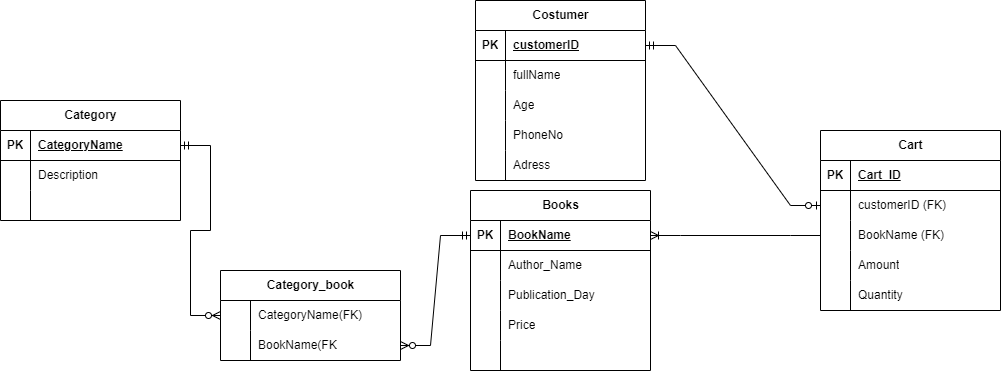 Costumer
PK customerID
fullName
Age
PhoneNo
Adress
Category
PK CategoryName
Description
Cart
PK Cart_ID
customerID (FK)
BookName (FK)
Amount
Quantity
Books
PK BookName
Author_Name
Publication_Day
Price
Category_book
CategoryName(FK)
BookName(FK